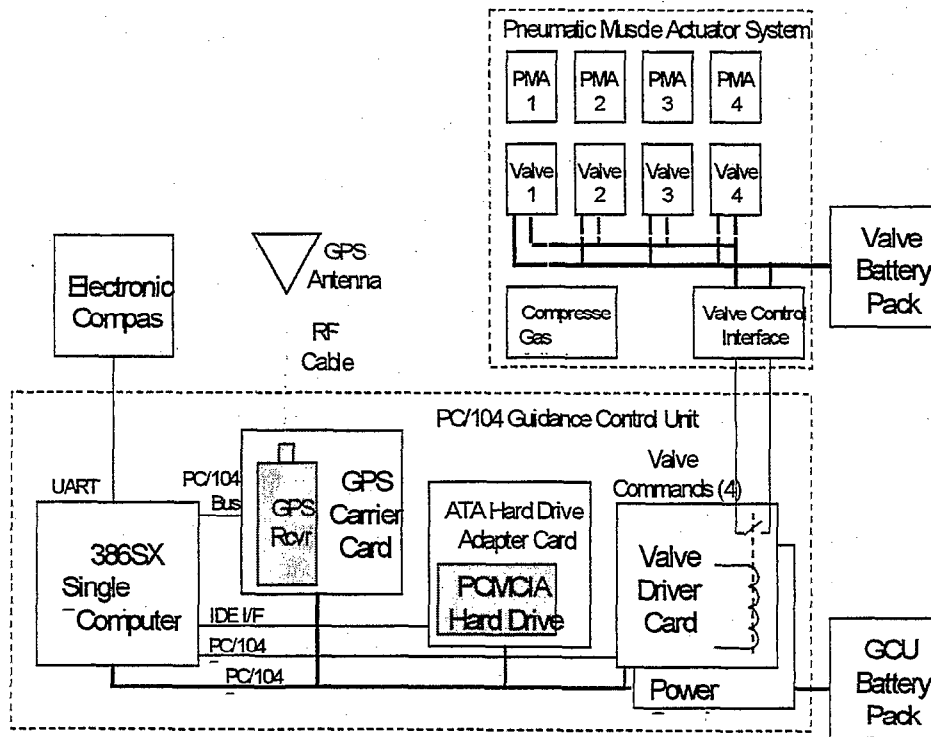 Pneumatic Muscle Actuator System
PMA
1
PMA
2
PMA
3
PMA
4
Valve
1
Valve
2
Valve
3
Valve
4
Valve
Battery
Pack
Electronic
Compas
GPS
Antenna
RF
Cable
Compresse
Gas
Valve Control
Interface
PC/104 Guidance Control Unit
Valve
Commands (4)
UART
PC/104
Bus
GPS
Rcvr
GPS
Carrier
Card
ATA Hard Drive
Adapter Card
PCMCIA
Hard Drive
Valve
Driver
Card
386SX
Single
Computer
IDE I/F
PC/104
PC/104
Power
GCU
Battery
Pack